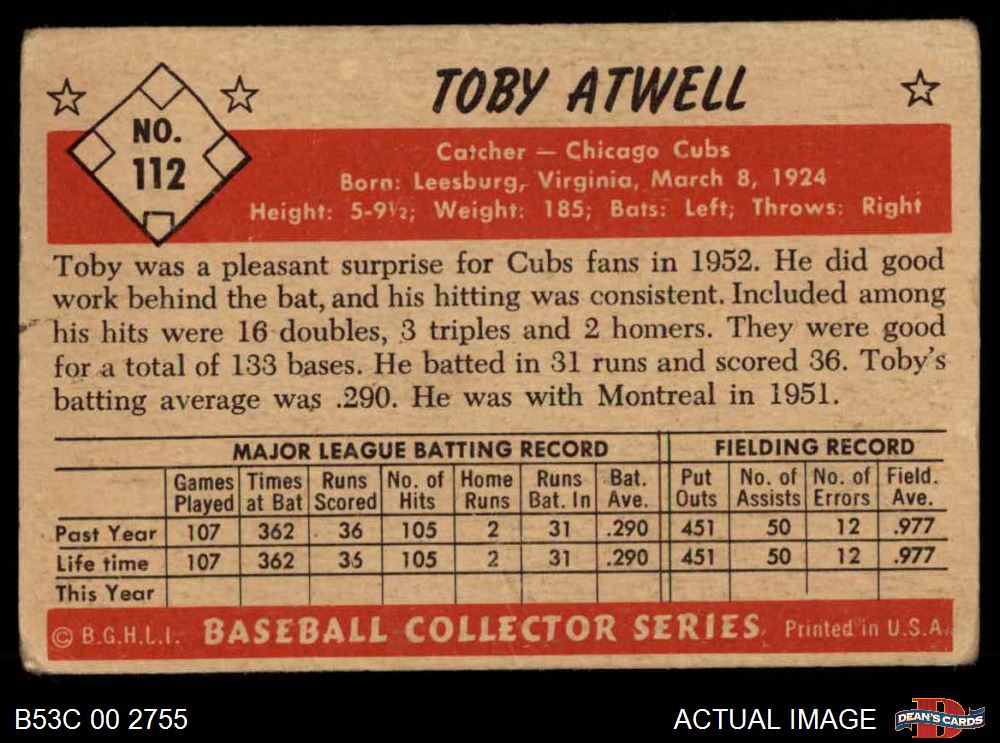 TOBY ATWELL
NO.
112
Catcher — Chicago Cubs
Born: Leesburg, Virginia, March 8, 1924
Height: 5-9½; Weight: 185; Bats: Left; Throws: Right
Toby was a pleasant surprise for Cubs fans in 1952. He did good
work behind the bat, and his hitting was consistent. Included among
his hits were 16 doubles, 3 triples and 2 homers. They were good
for a total of 133 bases. He batted in 31 runs and scored 36. Toby's
batting average was .290. He was with Montreal in 1951.
MAJOR LEAGUE BATTING RECORD FIELDING RECORD
Games Times Runs No. of Home Runs Bat. Put No. of No. of Field.
Played at Bat Scored Hits Runs Bat. In Ave. Outs Assists Errors Ave.
Past Year 107 362 36 105 2 31 .290 451 50 12 .977
Life time 107 362 36 105 2 31 .290 451 50 12 .977
This Year
© B.G.H.L.I. BASEBALL COLLECTOR SERIES Printed in U.S.A.
B53C 00 2755 ACTUAL IMAGE DEAN'S CARDS